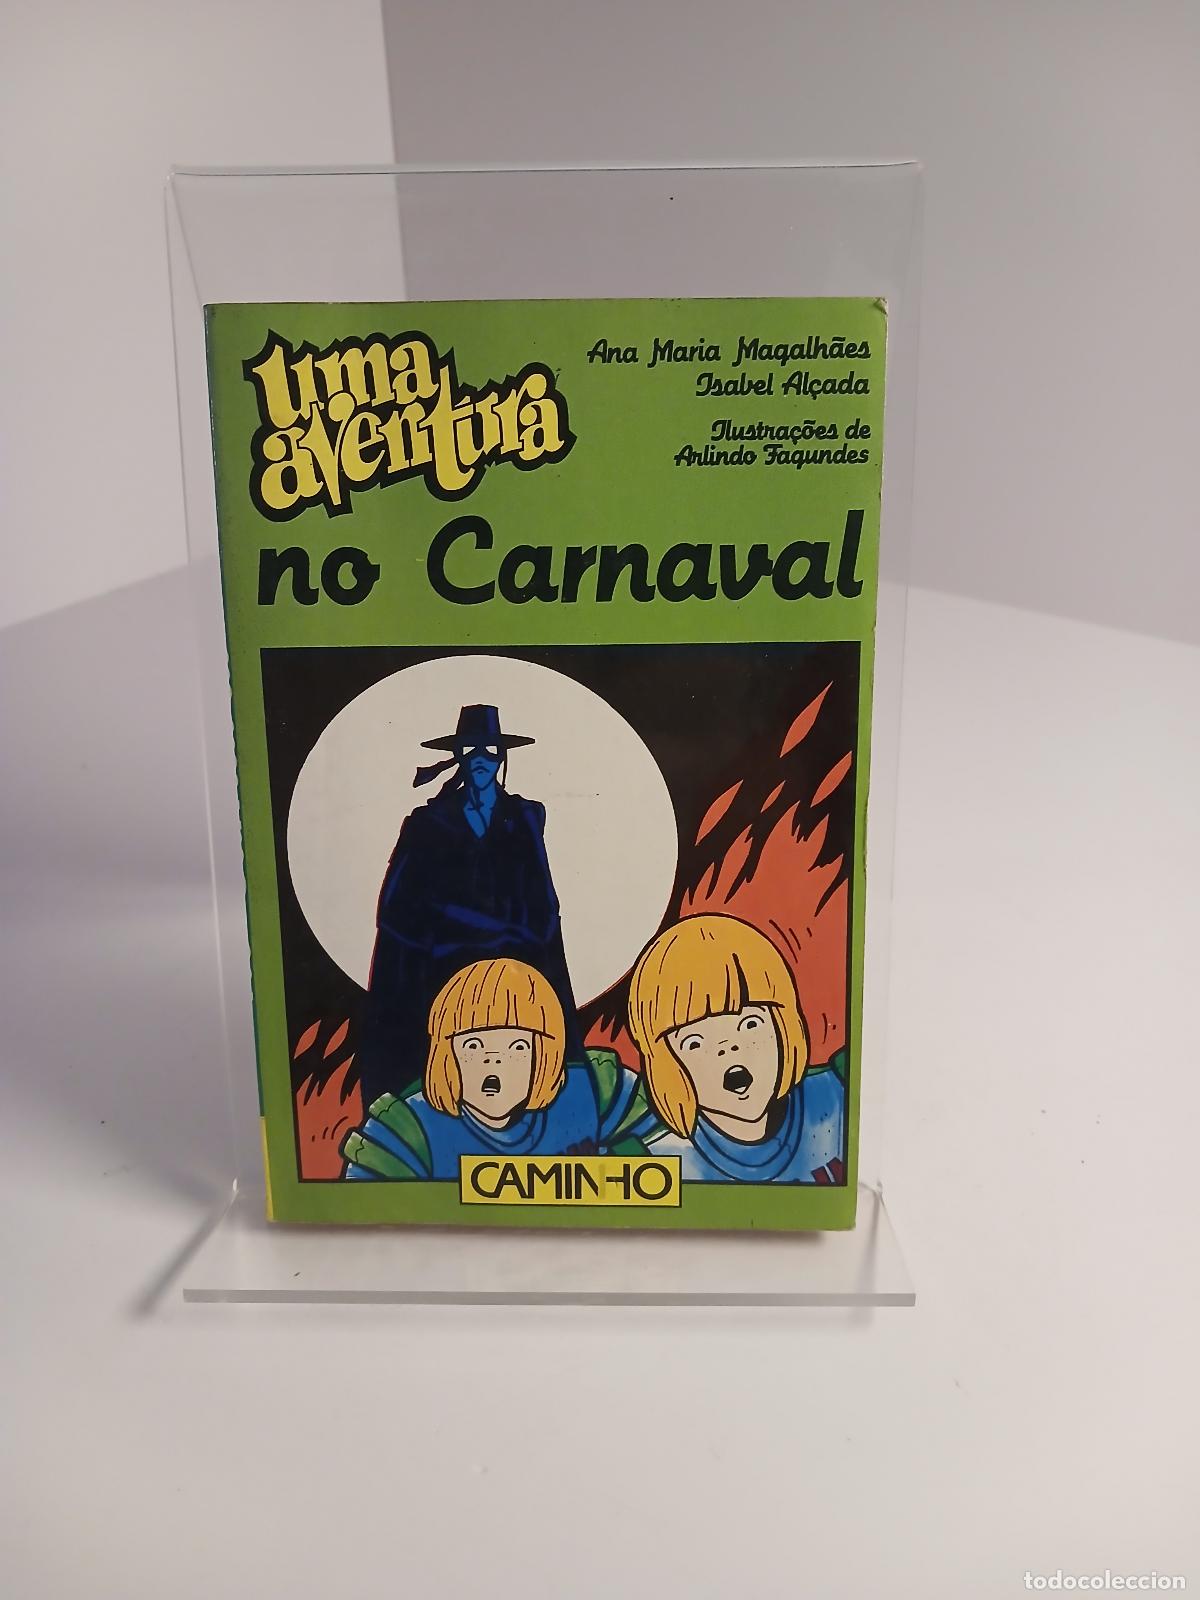 uma
aventura
Ana Maria Magalhães
Isabel Alçada
Ilustrações de
Arlindo Fagundes
no Carnaval
CAMINHO
todocoleccion